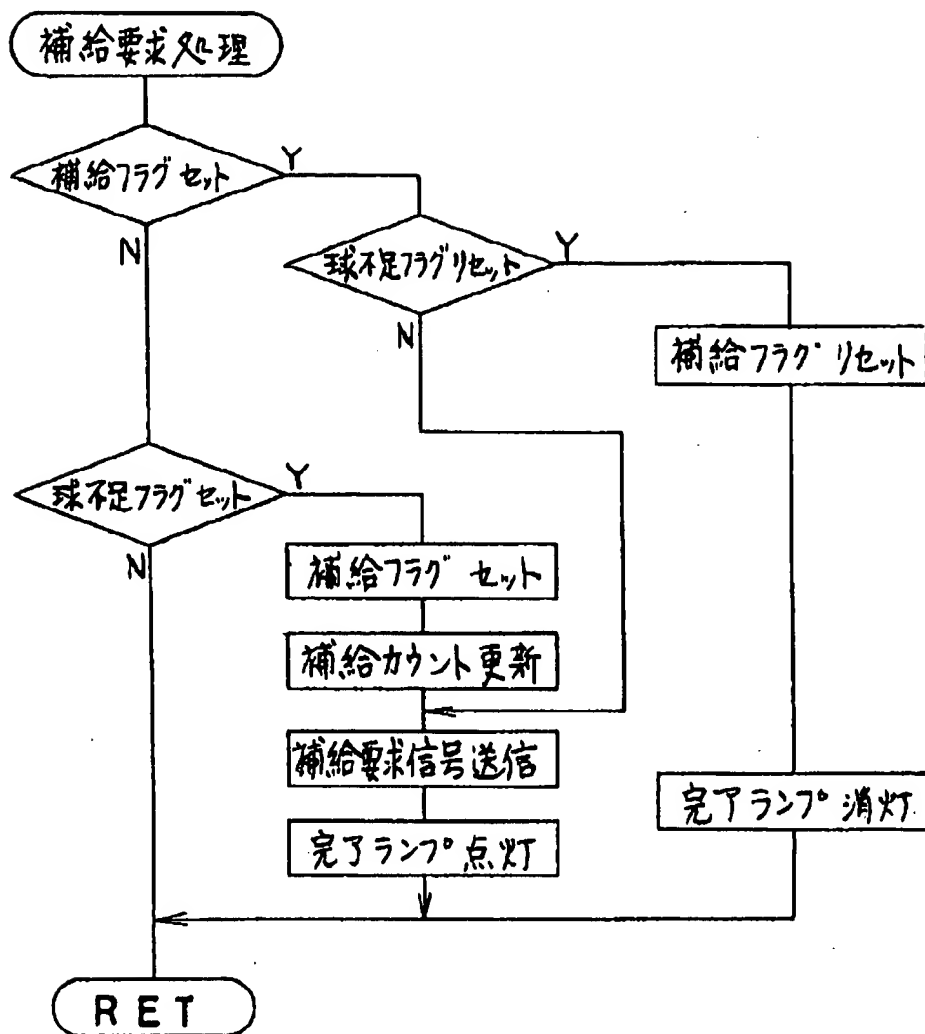 補給要求処理
補給フラグセット
Y
N
球不足フラグリセット
Y
N
補給フラグ リセット
球不足フラグセット
Y
N
補給フラグ セット
補給カウント更新
補給要求信号送信
完了ランプ点灯
完了ランプ消灯
RET